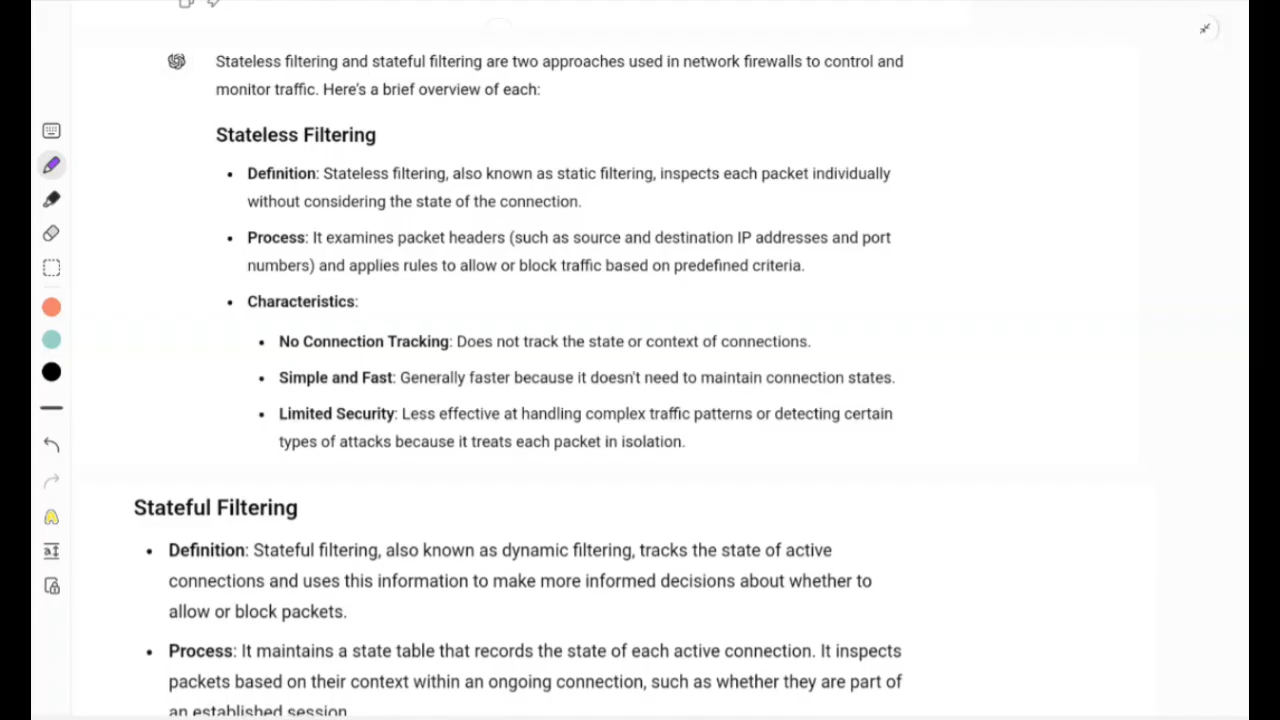 Stateless filtering and stateful filtering are two approaches used in network firewalls to control and
monitor traffic. Here's a brief overview of each:
Stateless Filtering
• Definition: Stateless filtering, also known as static filtering, inspects each packet individually
without considering the state of the connection.
• Process: It examines packet headers (such as source and destination IP addresses and port
numbers) and applies rules to allow or block traffic based on predefined criteria.
• Characteristics:
• No Connection Tracking: Does not track the state or context of connections.
• Simple and Fast: Generally faster because it doesn't need to maintain connection states.
• Limited Security: Less effective at handling complex traffic patterns or detecting certain
types of attacks because it treats each packet in isolation.
Stateful Filtering
• Definition: Stateful filtering, also known as dynamic filtering, tracks the state of active
connections and uses this information to make more informed decisions about whether to
allow or block packets.
• Process: It maintains a state table that records the state of each active connection. It inspects
packets based on their context within an ongoing connection, such as whether they are part of
an established session